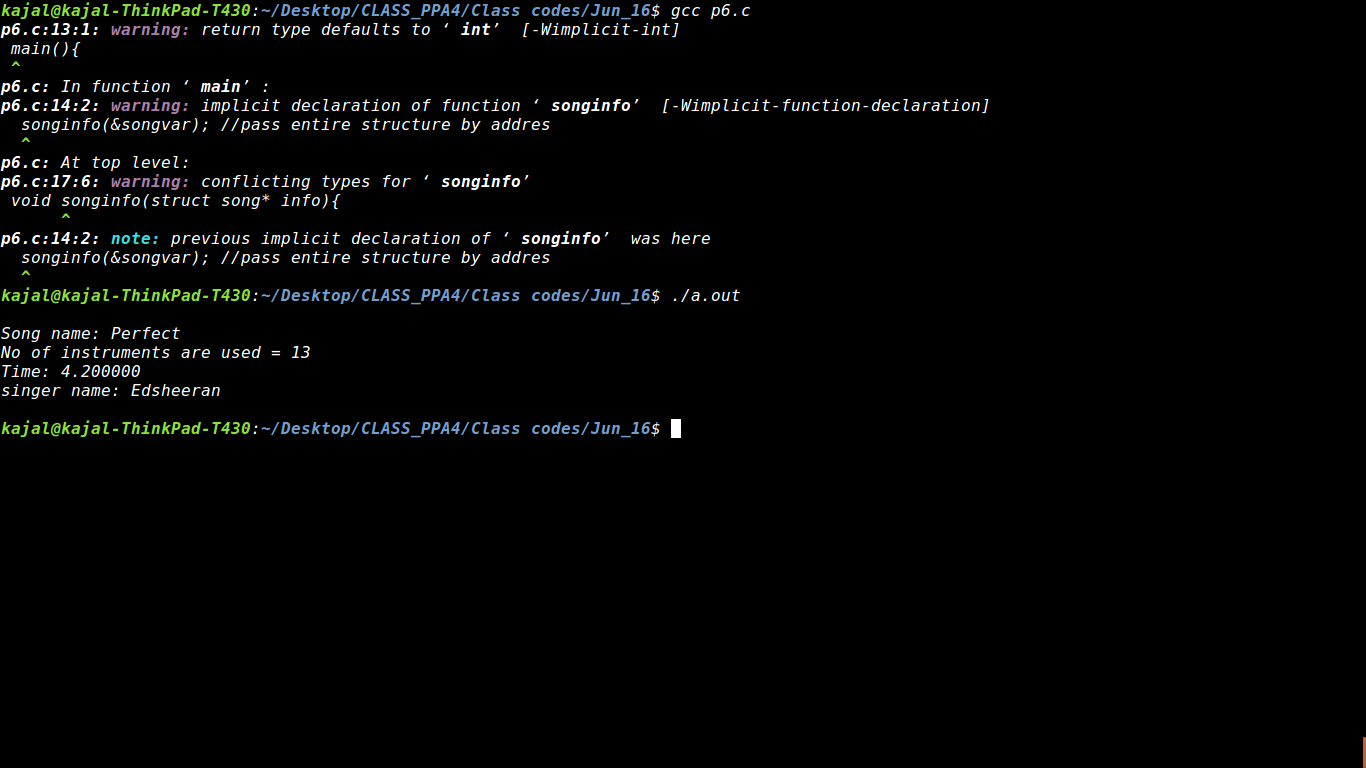 kajal@kajal-ThinkPad-T430:~/Desktop/CLASS_PPA4/Class codes/Jun_16$ gcc p6.c
p6.c:13:1: warning: return type defaults to ‘ int’  [-Wimplicit-int]
 main(){
 ^
p6.c: In function ‘ main’ :
p6.c:14:2: warning: implicit declaration of function ‘ songinfo’  [-Wimplicit-function-declaration]
  songinfo(&songvar); //pass entire structure by addres
  ^
p6.c: At top level:
p6.c:17:6: warning: conflicting types for ‘ songinfo’
 void songinfo(struct song* info){
      ^
p6.c:14:2: note: previous implicit declaration of ‘ songinfo’  was here
  songinfo(&songvar); //pass entire structure by addres
  ^
kajal@kajal-ThinkPad-T430:~/Desktop/CLASS_PPA4/Class codes/Jun_16$ ./a.out

Song name: Perfect
No of instruments are used = 13
Time: 4.200000
singer name: Edsheeran

kajal@kajal-ThinkPad-T430:~/Desktop/CLASS_PPA4/Class codes/Jun_16$